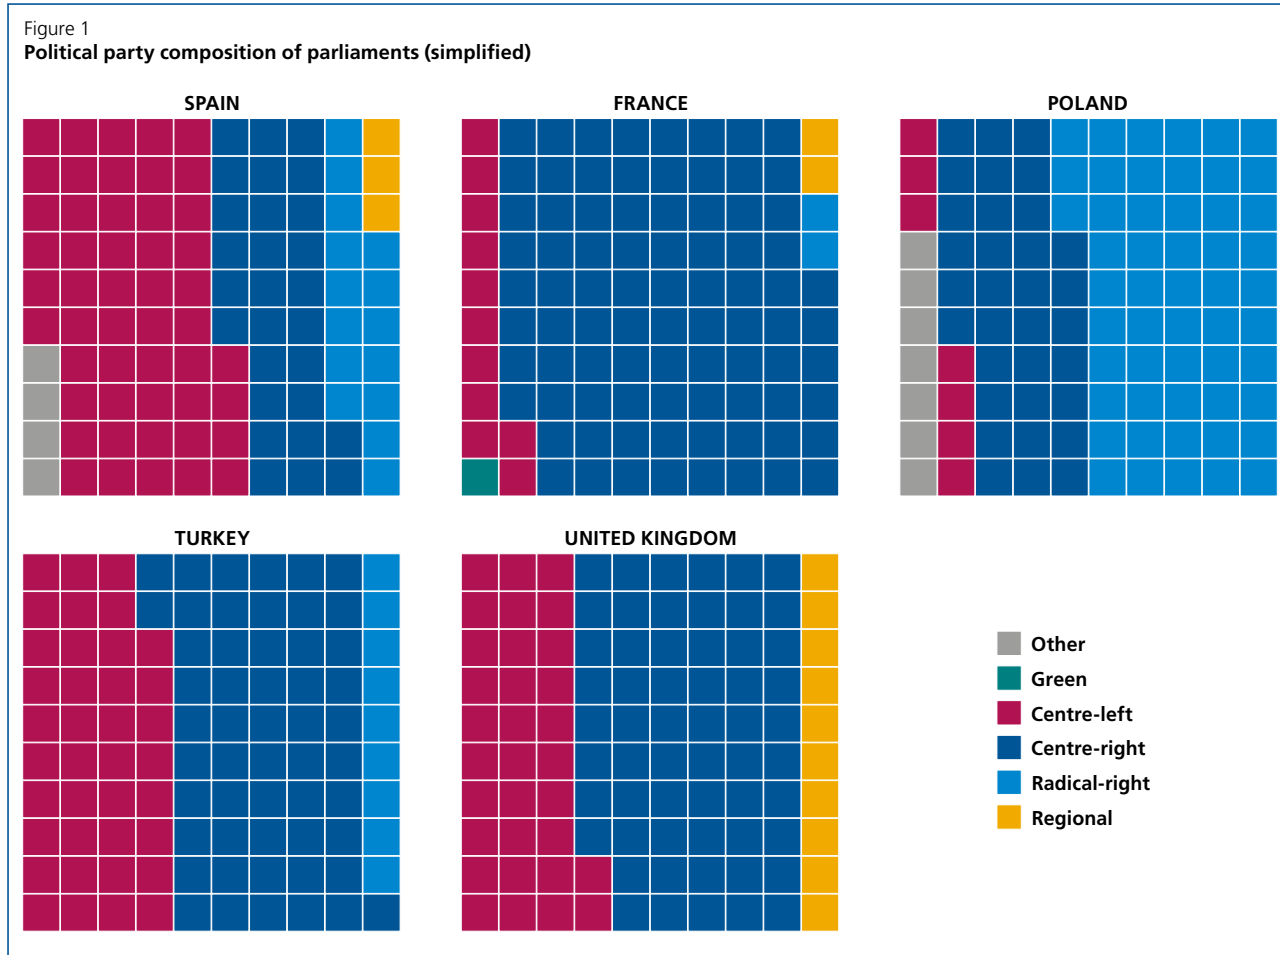 Figure 1
Political party composition of parliaments (simplified)
SPAIN
FRANCE
POLAND
TURKEY
UNITED KINGDOM
Other
Green
Centre-left
Centre-right
Radical-right
Regional